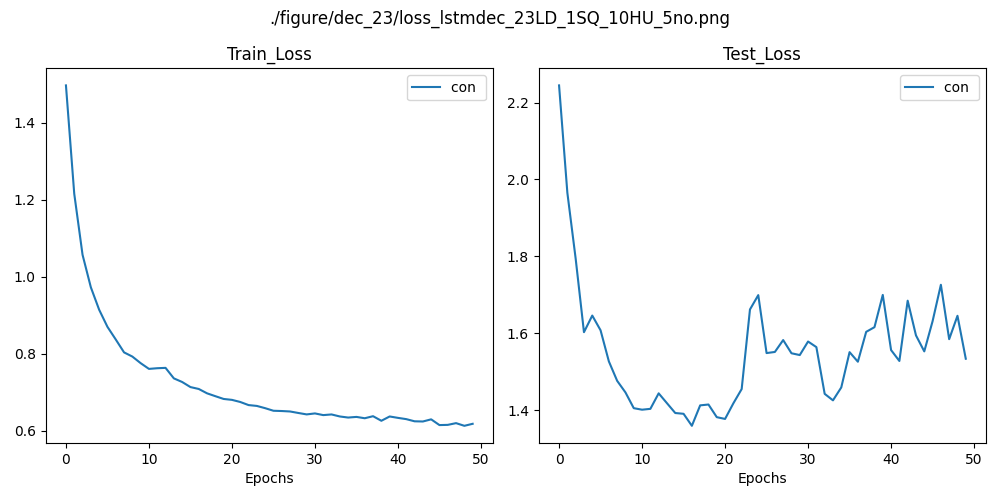 ./figure/dec_23/loss_lstmdec_23LD_1SQ_10HU_5no.png
Train_Loss
con
1.4
1.2
1.0
0.8
0.6
0 10 20 30 40 50
Epochs
Test_Loss
con
2.2
2.0
1.8
1.6
1.4
0 10 20 30 40 50
Epochs